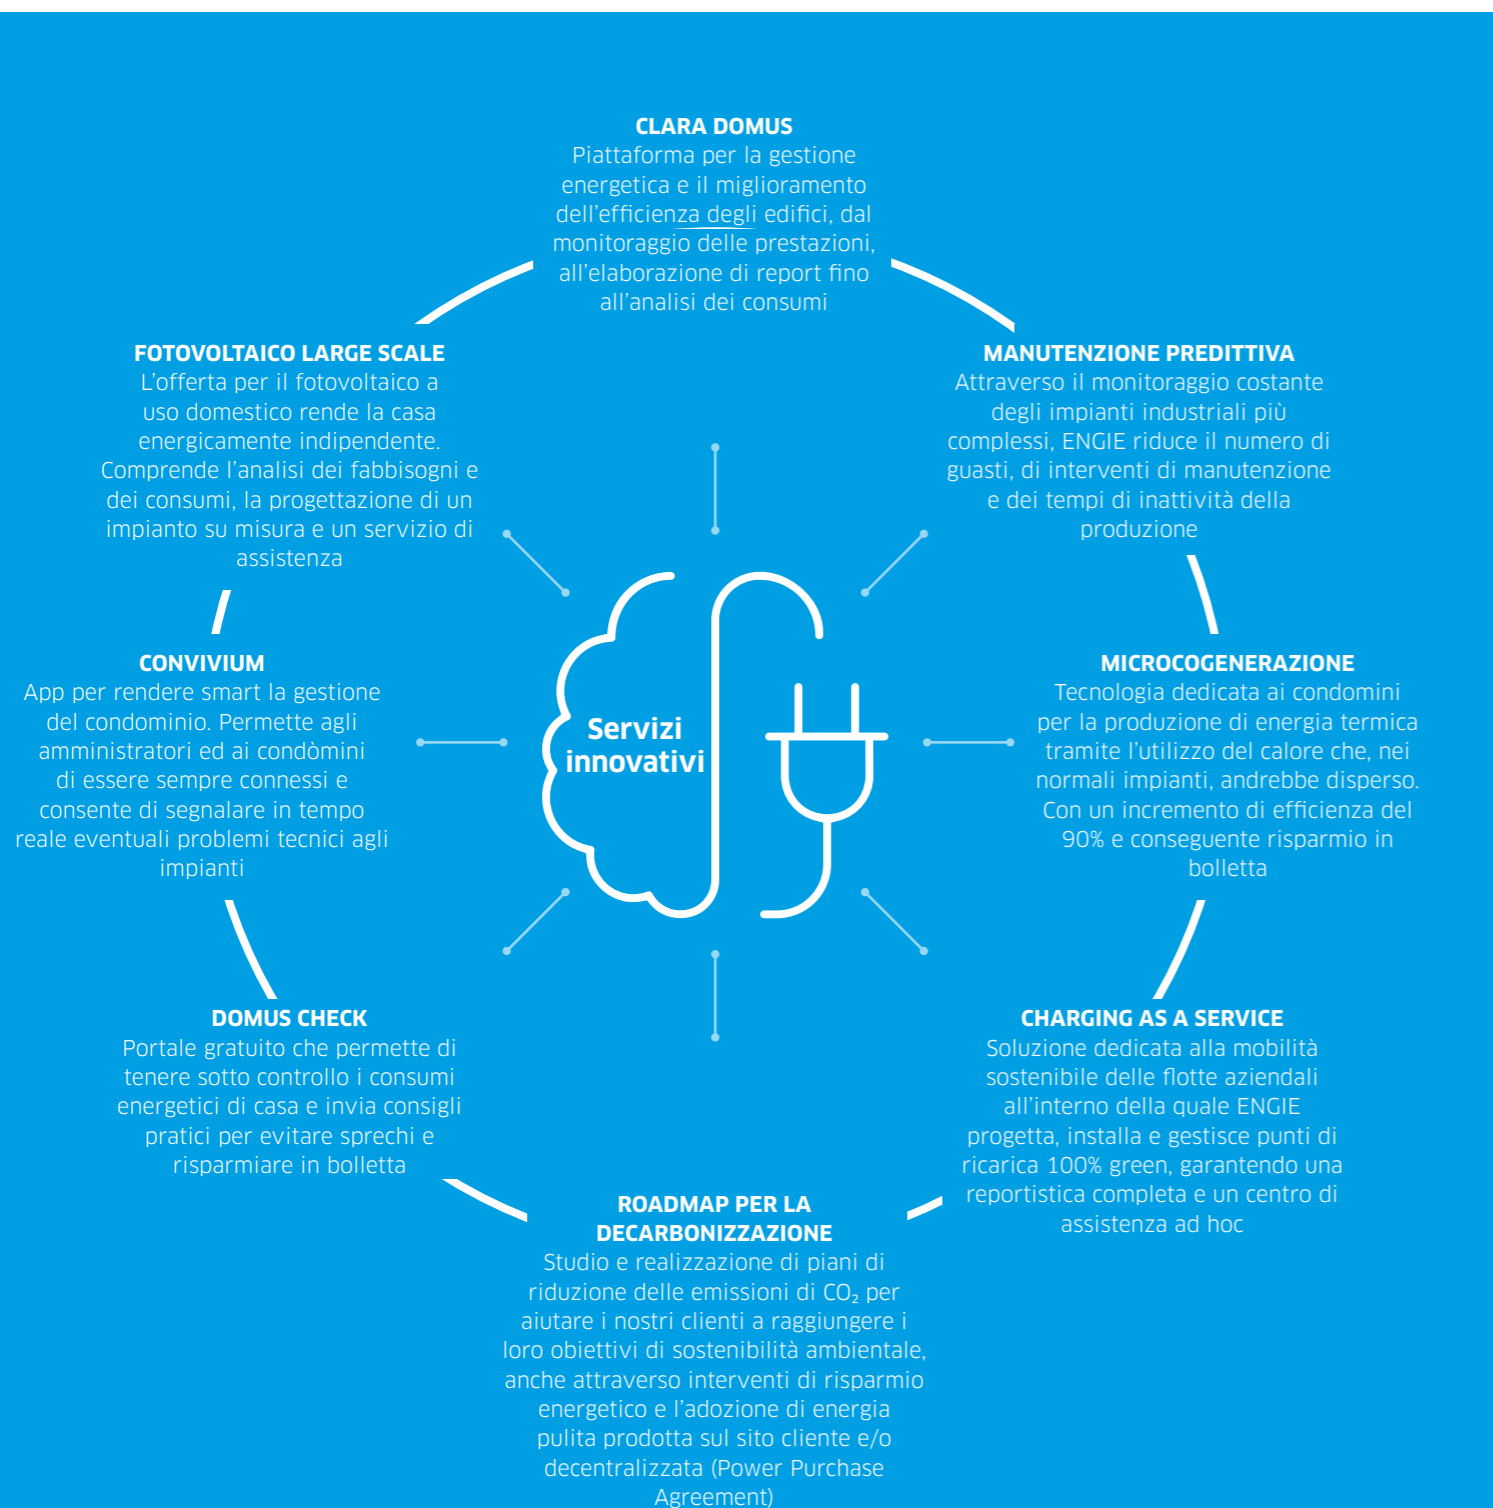 CLARA DOMUS
Piattaforma per la gestione
energetica e il miglioramento
dell'efficienza degli edifici, dal
monitoraggio delle prestazioni,
all'elaborazione di report fino
all'analisi dei consumi
FOTOVOLTAICO LARGE SCALE
L'offerta per il fotovoltaico a
uso domestico rende la casa
energicamente indipendente.
Comprende l'analisi dei fabbisogni e
dei consumi, la progettazione di un
impianto su misura e un servizio di
assistenza
MANUTENZIONE PREDITTIVA
Attraverso il monitoraggio costante
degli impianti industriali più
complessi, ENGIE riduce il numero di
guasti, di interventi di manutenzione
e dei tempi di inattività della
produzione
CONVIVIUM
App per rendere smart la gestione
del condominio. Permette agli
amministratori ed ai condòmini
di essere sempre connessi e
consente di segnalare in tempo
reale eventuali problemi tecnici agli
impianti
Servizi
innovativi
MICROCOGENERAZIONE
Tecnologia dedicata ai condomini
per la produzione di energia termica
tramite l'utilizzo del calore che, nei
normali impianti, andrebbe disperso.
Con un incremento di efficienza del
90% e conseguente risparmio in
bolletta
DOMUS CHECK
Portale gratuito che permette di
tenere sotto controllo i consumi
energetici di casa e invia consigli
pratici per evitare sprechi e
risparmiare in bolletta
CHARGING AS A SERVICE
Soluzione dedicata alla mobilità
sostenibile delle flotte aziendali
all'interno della quale ENGIE
progetta, installa e gestisce punti di
ricarica 100% green, garantendo una
reportistica completa e un centro di
assistenza ad hoc
ROADMAP PER LA
DECARBONIZZAZIONE
Studio e realizzazione di piani di
riduzione delle emissioni di CO₂ per
aiutare i nostri clienti a raggiungere i
loro obiettivi di sostenibilità ambientale,
anche attraverso interventi di risparmio
energetico e l'adozione di energia
pulita prodotta sul sito cliente e/o
decentralizzata (Power Purchase
Agreement)